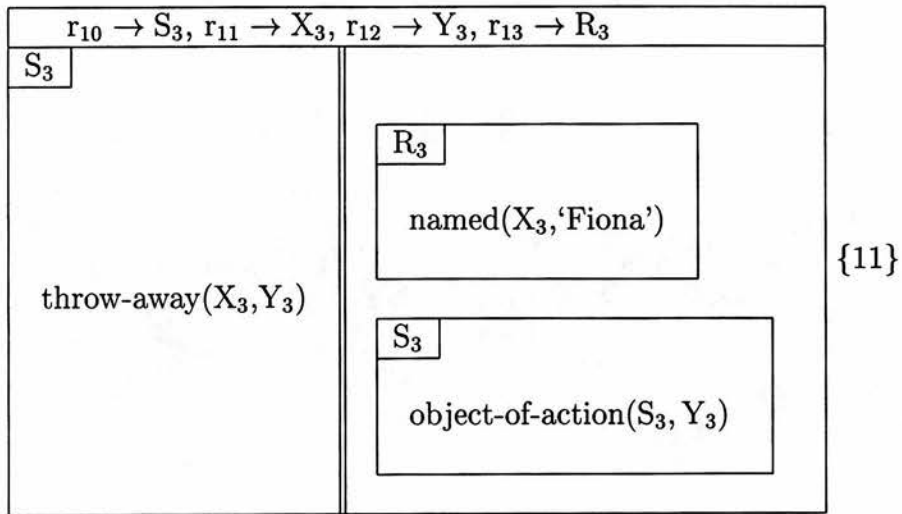 r₁₀ → S₃, r₁₁ → X₃, r₁₂ → Y₃, r₁₃ → R₃
S₃
throw-away(X₃,Y₃)
R₃
named(X₃,‘Fiona’)
S₃
object-of-action(S₃, Y₃)
{11}